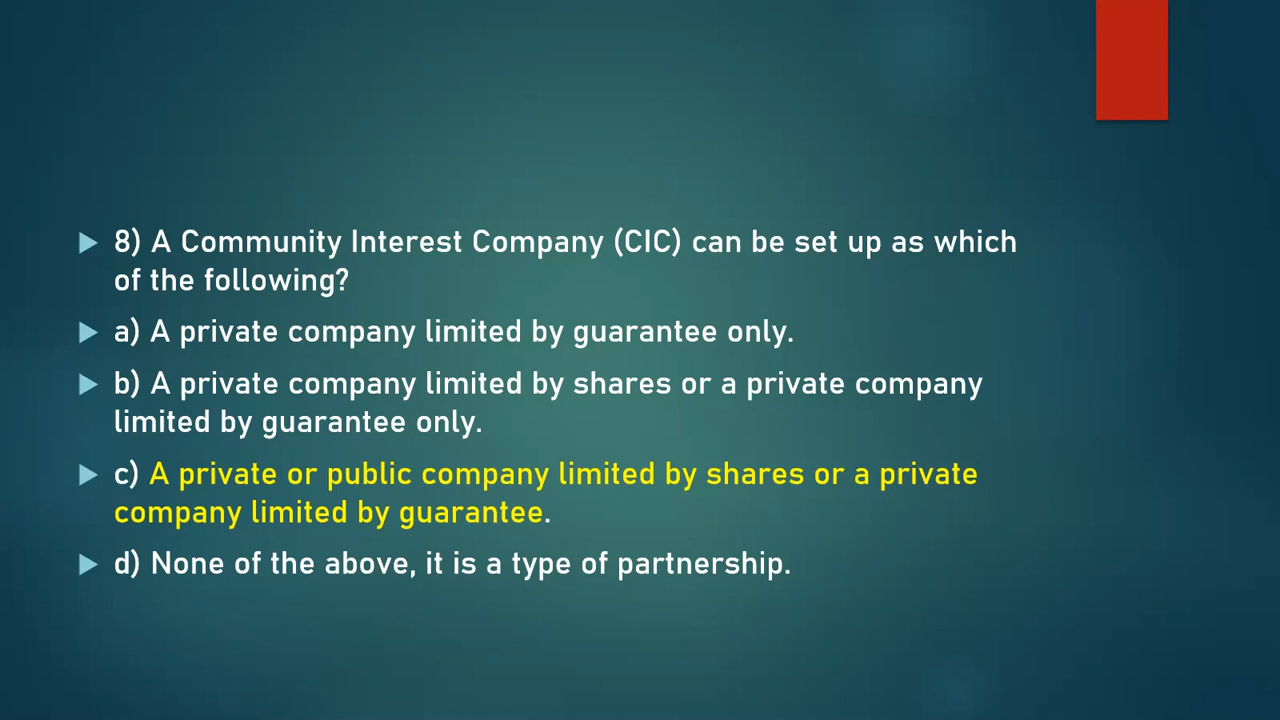 8) A Community Interest Company (CIC) can be set up as which
of the following?
a) A private company limited by guarantee only.
b) A private company limited by shares or a private company
limited by guarantee only.
c) A private or public company limited by shares or a private
company limited by guarantee.
d) None of the above, it is a type of partnership.